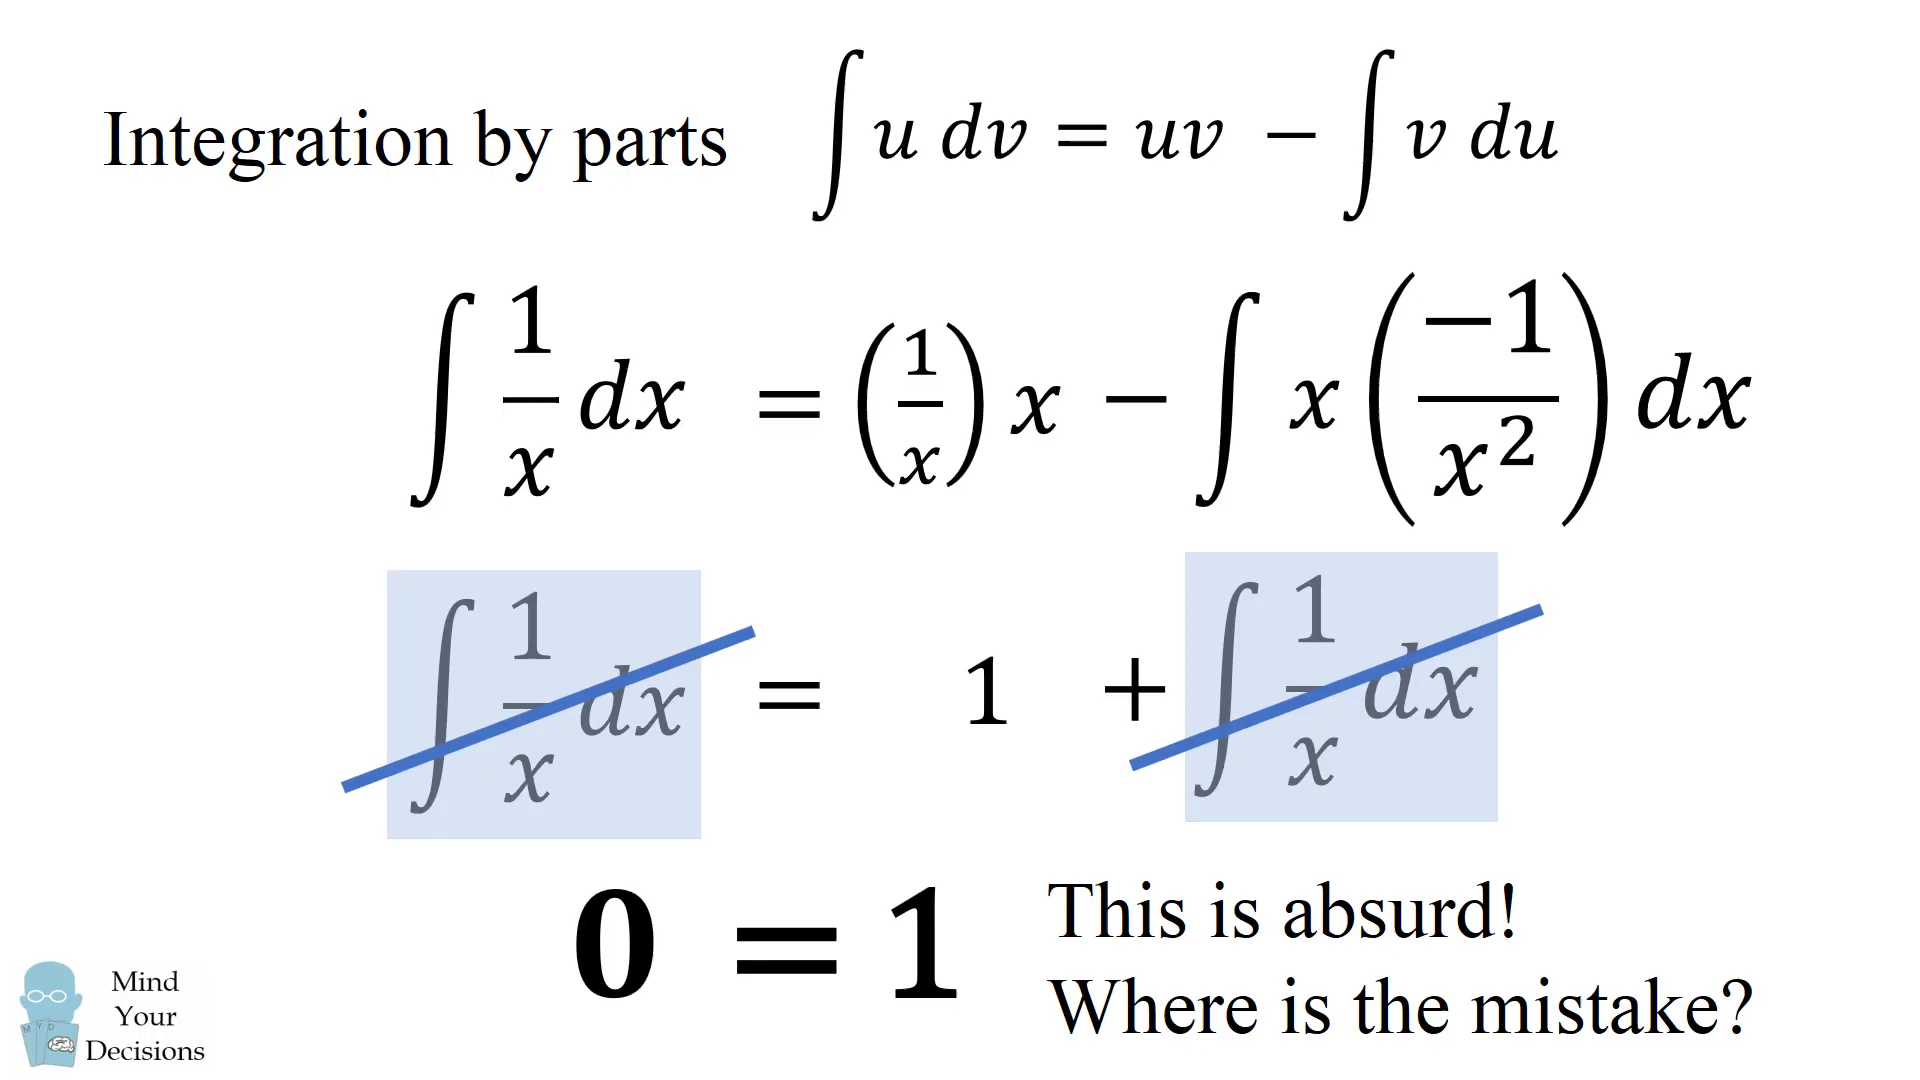 Integration by parts ∫ u dv = uv − ∫ v du
∫ 1/x dx = (1/x) x − ∫ x (−1/x²) dx
∫ 1/x dx = 1 + ∫ 1/x dx
0 = 1 This is absurd!
Where is the mistake?
Mind
Your
Decisions
M Y D